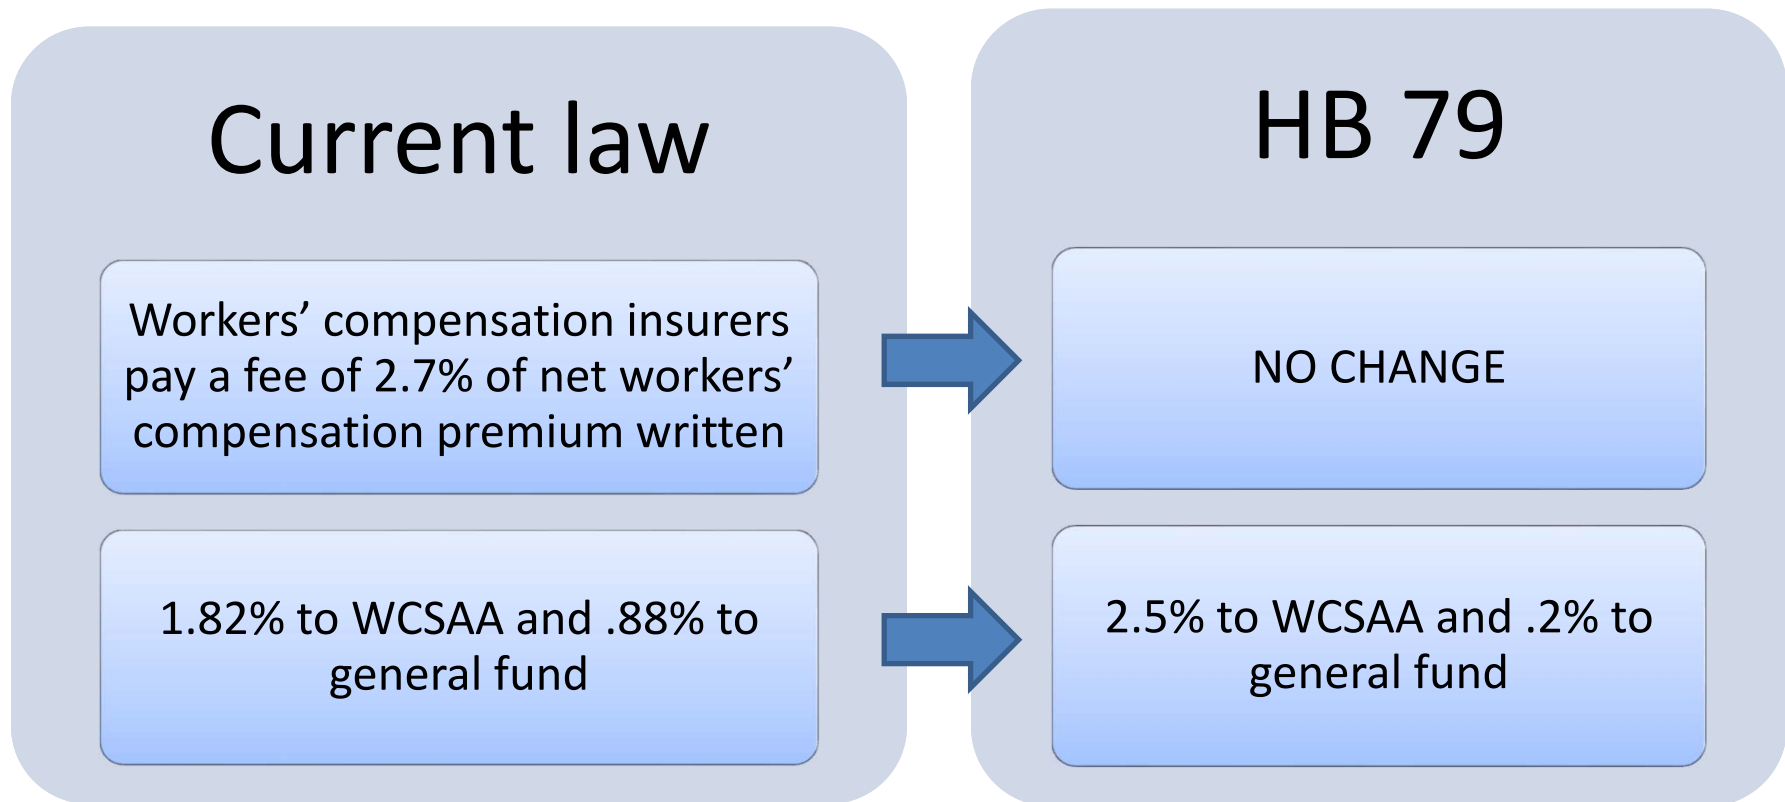 Current law
Workers’ compensation insurers
pay a fee of 2.7% of net workers’
compensation premium written
1.82% to WCSAA and .88% to
general fund
HB 79
NO CHANGE
2.5% to WCSAA and .2% to
general fund